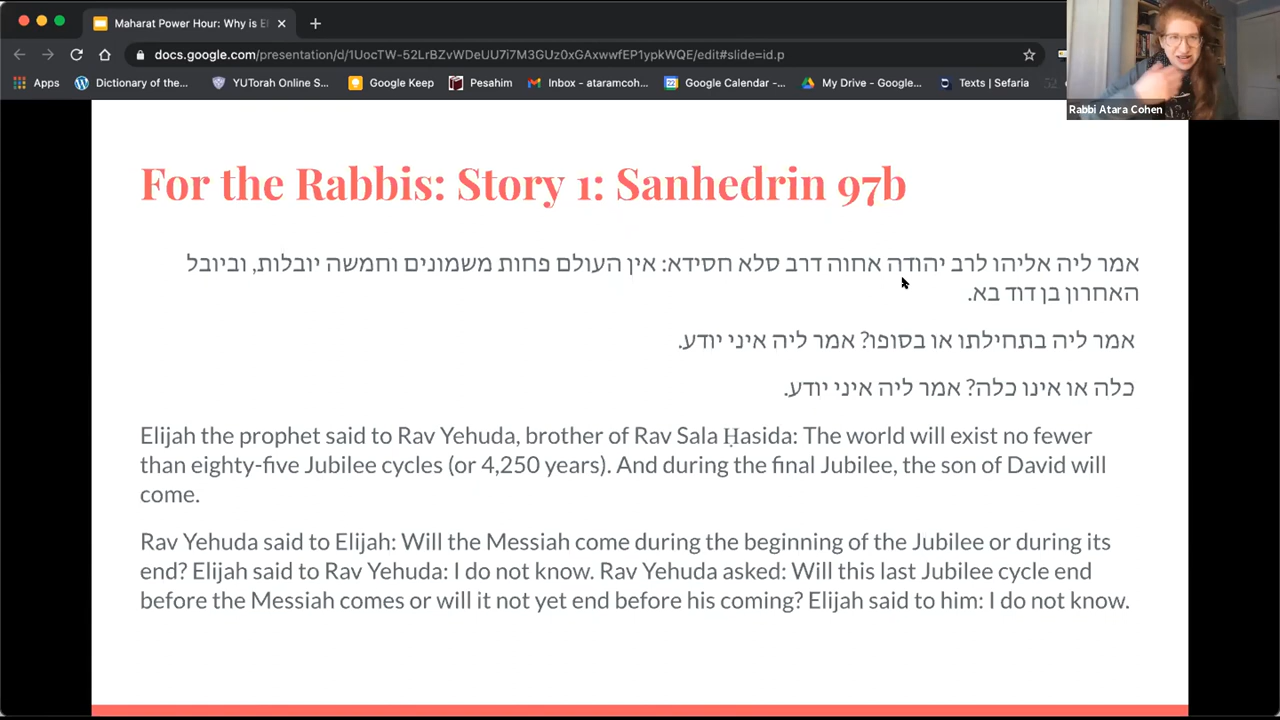 Maharat Power Hour: Why is E
docs.google.com/presentation/d/1UocTW-52LrBZvWDeUU7i7M3GUz0xGAxwwfEP1ypkWQE/edit#slide=id.p
Apps Dictionary of the... YUTorah Online S... Google Keep Pesahim Inbox - ataramcoh... Google Calendar -... My Drive - Google... Texts | Sefaria
Rabbi Atara Cohen
For the Rabbis: Story 1: Sanhedrin 97b
אמר ליה אליהו לרב יהודה אחוה דרב סלא חסידא: אין העולם פחות משמונים וחמשה יובלות, וביובל
האחרון בן דוד בא.
אמר ליה בתחילתו או בסופו? אמר ליה איני יודע.
כלה או אינו כלה? אמר ליה איני יודע.
Elijah the prophet said to Rav Yehuda, brother of Rav Sala Ḥasida: The world will exist no fewer
than eighty-five Jubilee cycles (or 4,250 years). And during the final Jubilee, the son of David will
come.
Rav Yehuda said to Elijah: Will the Messiah come during the beginning of the Jubilee or during its
end? Elijah said to Rav Yehuda: I do not know. Rav Yehuda asked: Will this last Jubilee cycle end
before the Messiah comes or will it not yet end before his coming? Elijah said to him: I do not know.